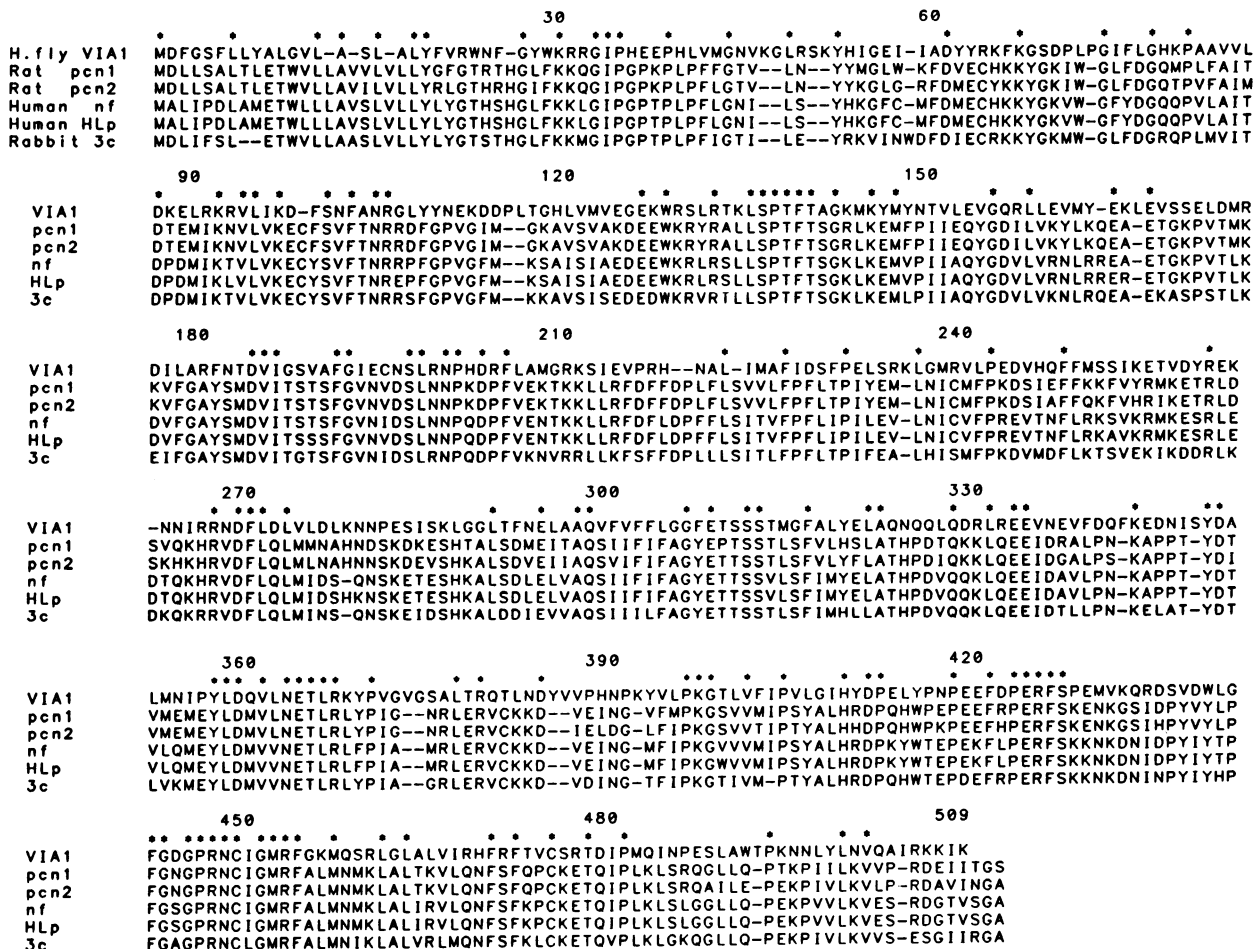 30 60
H.fly VIA1 MDFGSFLLYALGVL-A-SL-ALYFVRWNF-GYWKRRGIPHEEPHLVMGNVKGLRSKYHIGEI-IADYYRKFKGSDPLPGIFLGHKPAAVVL
Rat pcn1 MDLLSALTLETWVLLAVVLVLLYGFGTRTHGLFKKQGIPGPKPLPFFGTV--LN--YYMGLW-KFDVECHKKYGKIW-GLFDGQMPLFAIT
Rat pcn2 MDLLSALTLETWVLLAVILVLLYRLGTHRHGIFKKQGIPGPKPLPFLGTV--LN--YYKGLG-RFDMECYKKYGKIW-GLFDGQTPVFAIM
Human nf MALIPDLAMETWLLLAVSLVLLYLYGTHSHGLFKKLGIPGPTPLPFLGNI--LS--YHKGFC-MFDMECHKKYGKVW-GFYDGQQPVLAIT
Human HLp MALIPDLAMETWLLLAVSLVLLYLYGTHSHGLFKKLGIPGPTPLPFLGNI--LS--YHKGFC-MFDMECHKKYGKVW-GFYDGQQPVLAIT
Rabbit 3c MDLIFSL--ETWVLLAASLVLLYLYGTSTHGLFKKMGIPGPTPLPFIGTI--LE--YRKVINWDFDIECRKKYGKMW-GLFDGRQPLMVIT
90 120 150
VIA1 DKELRKRVLIKD-FSNFANRGLYYNEKDDPLTGHLVMVEGEKWRSLRTKLSPTFTAGKMKYMYNTVLEVGQRLLEVMY-EKLEVSSELDMR
pcn1 DTEMIKNVLVKECFSVFTNRRDFGPVGIM--GKAVSVAKDEEWKRYRALLSPTFTSGRLKEMFPIIEQYGDILVKYLKQEA-ETGKPVTMK
pcn2 DTEMIKNVLVKECFSVFTNRRDFGPVGIM--GKAVSVAKDEEWKRYRALLSPTFTSGRLKEMFPIIEQYGDILVKYLKQEA-ETGKPVTMK
nf DPDMIKTVLVKECYSVFTNRRPFGPVGFM--KSAISIAEDEEWKRLRSLLSPTFTSGKLKEMVPIIAQYGDVLVRNLRREA-ETGKPVTLK
HLp DPDMIKLVLVKECYSVFTNREPFGPVGFM--KSAISIAEDEEWKRLRSLLSPTFTSGKLKEMVPIIAQYGDVLVRNLRRER-ETGKPVTLK
3c DPDMIKTVLVKECYSVFTNRRSFGPVGFM--KKAVSISEDEDWKRVRTLLSPTFTSGKLKEMLPIIAQYGDVLVKNLRQEA-EKASPSTLK
180 210 240
VIA1 DILARFNTDVIGSVAFGIECNSLRNPHDRFLAMGRKSIEVPRH--NAL-IMAFIDSFPELSRKLGMRVLPEDVHQFFMSSIKETVDYREK
pcn1 KVFGAYSMDVITSTSFGVNVDSLNNPKDPFVEKTKKLLRFDFFDPLFLSVVLFPFLTPIYEM-LNICMFPKDSIEFFKKFVYRMKETRLD
pcn2 KVFGAYSMDVITSTSFGVNVDSLNNPKDPFVEKTKKLLRFDFFDPLFLSVVLFPFLTPIYEM-LNICMFPKDSIAFFQKFVHRIKETRLD
nf DVFGAYSMDVITSTSFGVNIDSLNNPQDPFVENTKKLLRFDFLDPFFLSITVFPFLIPILEV-LNICVFPREVTNFLRKSVKRMKESRLE
HLp DVFGAYSMDVITSSSFGVNIDSLNNPQDPFVENTKKLLRFDFLDPFFLSITVFPFLIPILEV-LNICVFPREVTNFLRKAVKRMKESRLE
3c EIFGAYSMDVITGTSFGVNIDSLRNPQDPFVKNVRRLLKFSFFDPLLLSITLFPFLTPIFEA-LHISMFPKDVMDFLKTSVEKIKDDRLK
270 300 330
VIA1 -NNIRRNDFLDLVLDLKNNPESISKLGGLTFNELAAQVFVFFLGGFETSSSTMGFALYELAQNQQLQDRLREEVNEVFDQFKEDNISYDA
pcn1 SVQKHRVDFLQLMMNAHNDSKDKESHTALSDMEITAQSIIFIFAGYEPTSSTLSFVLHSLATHPDTQKKLQEEIDRALPN-KAPPT-YDT
pcn2 SKHKHRVDFLQLMLNAHNNSKDEVSHKALSDVEIIAQSVIFIFAGYETTSSTLSFVLYFLATHPDIQKKLQEEIDGALPS-KAPPT-YDI
nf DTQKHRVDFLQLMIDS-QNSKETESHKALSDLELVAQSIIFIFAGYETTSSVLSFIMYELATHPDVQQKLQEEIDAVLPN-KAPPT-YDT
HLp DTQKHRVDFLQLMIDSHKNSKETESHKALSDLELVAQSIIFIFAGYETTSSVLSFIMYELATHPDVQQKLQEEIDAVLPN-KAPPT-YDT
3c DKQKRRVDFLQLMINS-QNSKEIDSHKALDDIEVVAQSIIILFAGYETTSSTLSFIMHLLATHPDVQQKLQEEIDTLLPN-KELAT-YDT
360 390 420
VIA1 LMNIPYLDQVLNETLRKYPVGVGSALTRQTLNDYVVPHNPKYVLPKGTLVFIPVLGIHYDPELYPNPEEFDPERFSPEMVKQRDSVDWLG
pcn1 VMEMEYLDMVLNETLRLYPIG--NRLERVCKKD--VEING-VFMPKGSVVMIPSYALHRDPQHWPEPEEFRPERFSKENKGSIDPYVYLP
pcn2 VMEMEYLDMVLNETLRLYPIG--NRLERVCKKD--IELDG-LFIPKGSVVTIPTYALHHDPQHWPKPEEFHPERFSKENKGSIHPYVYLP
nf VLQMEYLDMVVNETLRLFPIA--MRLERVCKKD--VEING-MFIPKGVVVMIPSYALHRDPKYWTEPEKFLPERFSKKNKDNIDPYIYTP
HLp VLQMEYLDMVVNETLRLFPIA--MRLERVCKKD--VEING-MFIPKGWVVMIPSYALHRDPKYWTEPEKFLPERFSKKNKDNIDPYIYTP
3c LVKMEYLDMVVNETLRLYPIA--GRLERVCKKD--VDING-TFIPKGTIVM-PTYALHRDPQHWTEPDEFRPERFSKKNKDNINPYIYHP
450 480 509
VIA1 FGDGPRNCIGMRFGKMQSRLGLALVIRHFRFTVCSRTDIPMQINPESLAWTPKNNLYLNVQAIRKKIK
pcn1 FGNGPRNCIGMRFALMNMKLALTKVLQNFSFQPCKETQIPLKLSRQGLLQ-PTKPIILKVVP-RDEIITGS
pcn2 FGNGPRNCIGMRFALMNMKLALTKVLQNFSFQPCKETQIPLKLSRQAILE-PEKPIVLKVLP-RDAVINGA
nf FGSGPRNCIGMRFALMNMKLALIRVLQNFSFKPCKETQIPLKLSLGGLLQ-PEKPVVLKVES-RDGTVSGA
HLp FGSGPRNCIGMRFALMNMKLALIRVLQNFSFKPCKETQIPLKLSLGGLLQ-PEKPVVLKVES-RDGTVSGA
3c FGAGPRNCLGMRFALMNIKLALVRLMQNFSFKLCKETQVPLKLGKQGLLQ-PEKPIVLKVVS-ESGIIRGA